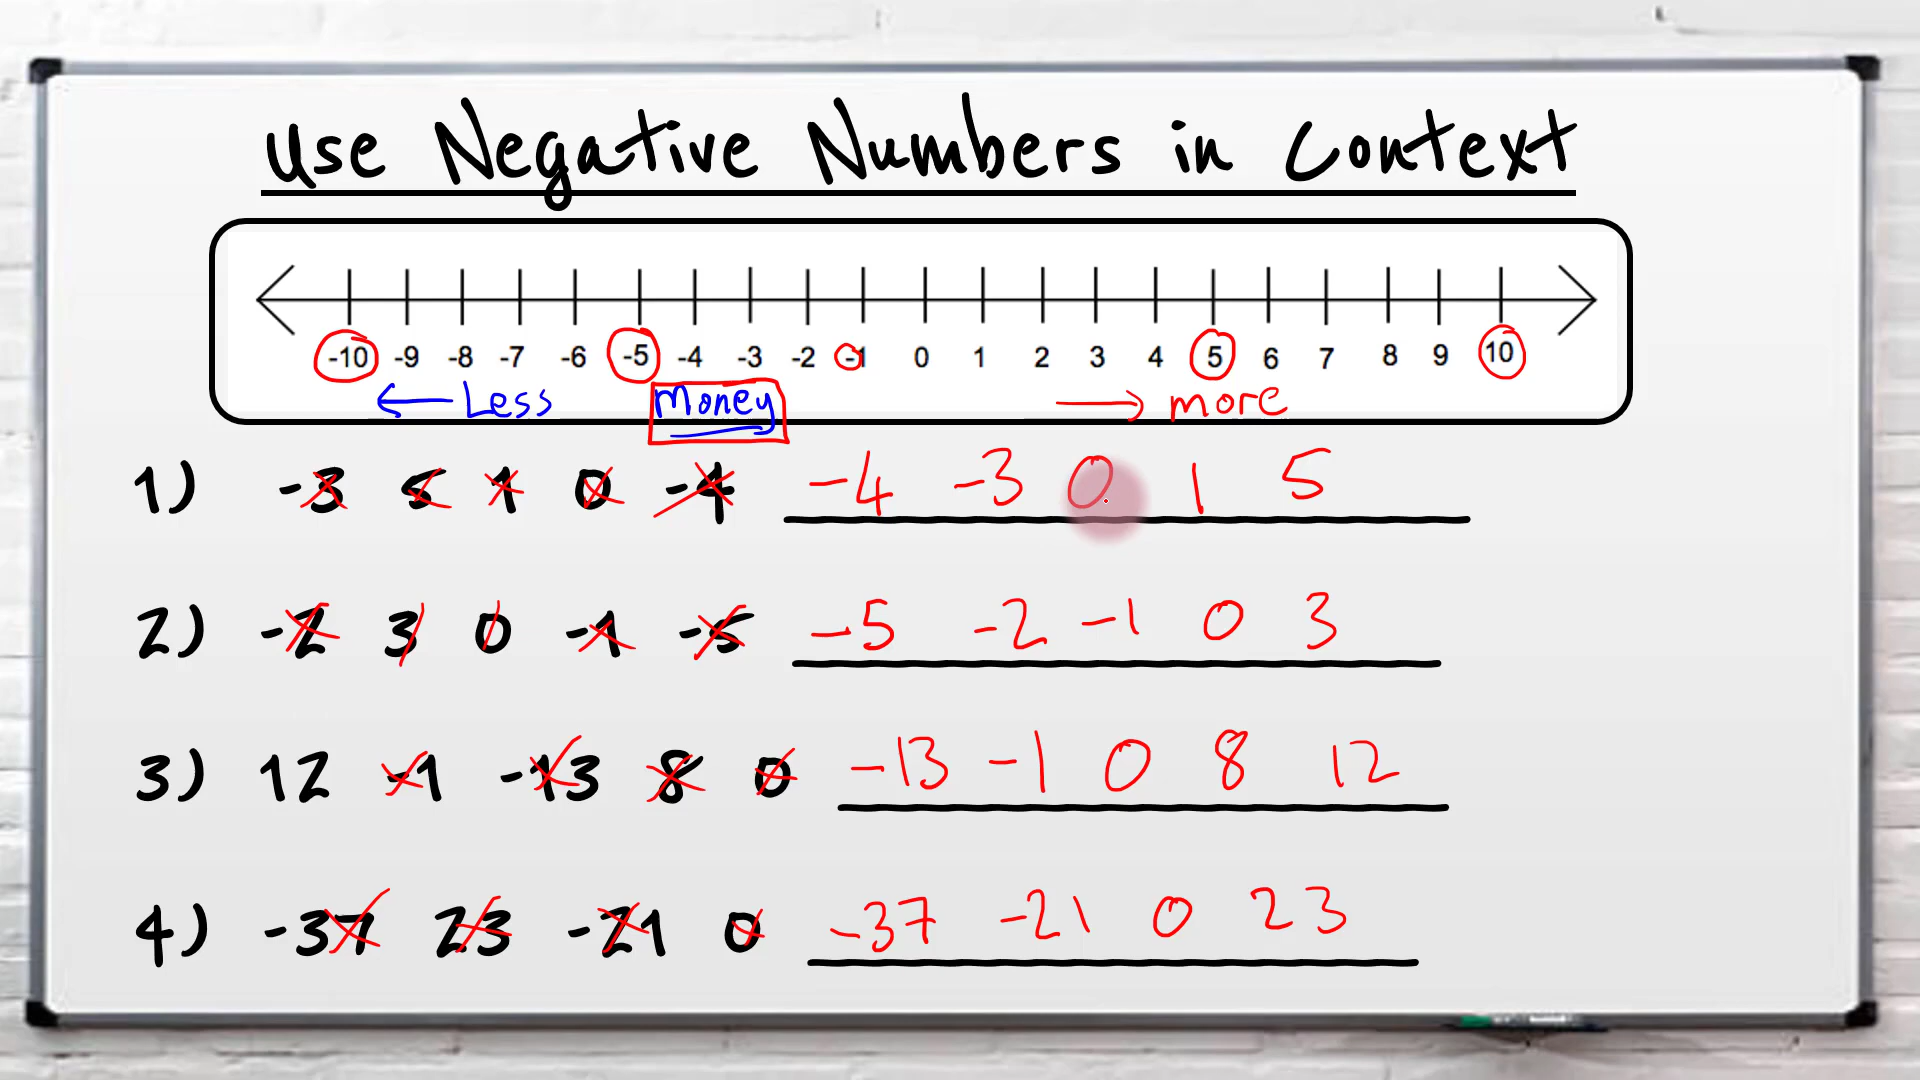 Use Negative Numbers in Context
-10 -9 -8 -7 -6 -5 -4 -3 -2 -1 0 1 2 3 4 5 6 7 8 9 10
Less Money more
1) -3 5 1 0 -4 -4 -3 0 1 5
2) -2 3 0 -1 -5 -5 -2 -1 0 3
3) 12 -1 -13 8 0 -13 -1 0 8 12
4) -37 23 -21 0 -37 -21 0 23